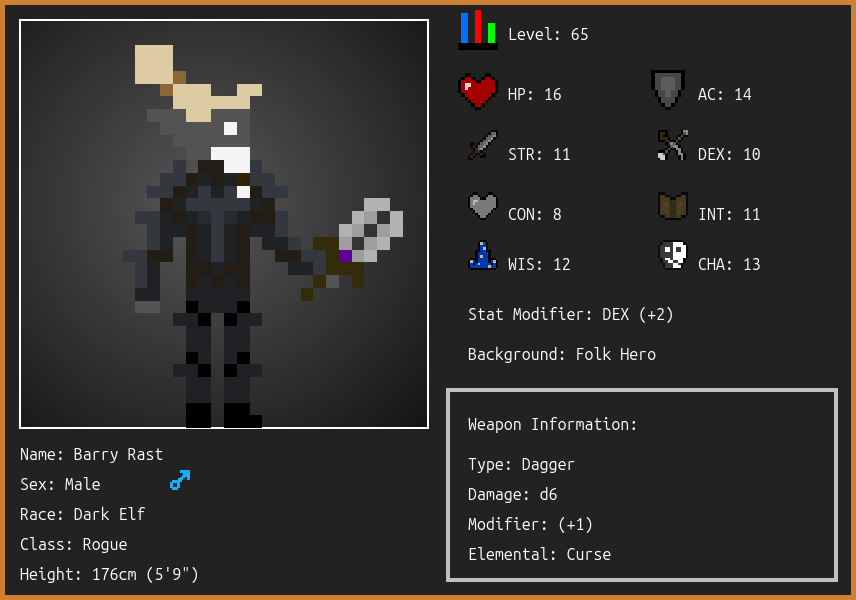 Level: 65
HP: 16
AC: 14
STR: 11
DEX: 10
CON: 8
INT: 11
WIS: 12
CHA: 13
Stat Modifier: DEX (+2)
Background: Folk Hero
Weapon Information:
Type: Dagger
Damage: d6
Modifier: (+1)
Elemental: Curse
Name: Barry Rast
Sex: Male
Race: Dark Elf
Class: Rogue
Height: 176cm (5'9")